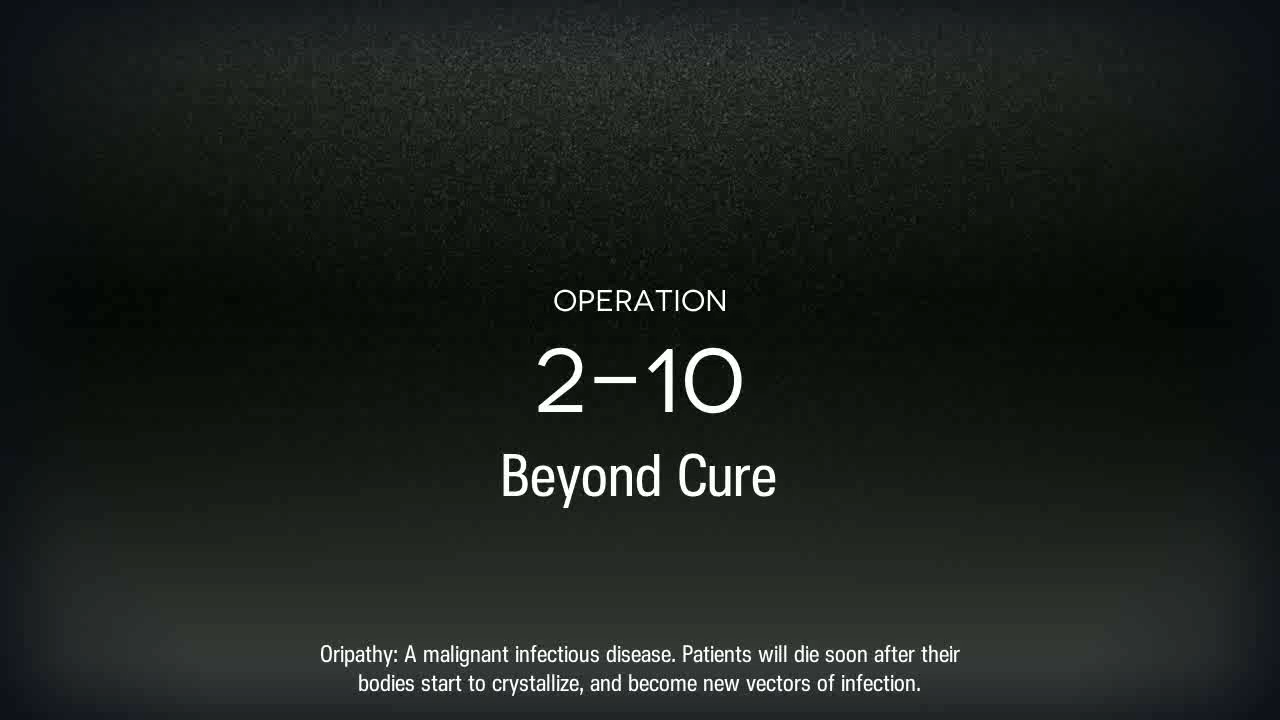 OPERATION
2-10
Beyond Cure
Oripathy: A malignant infectious disease. Patients will die soon after their
bodies start to crystallize, and become new vectors of infection.